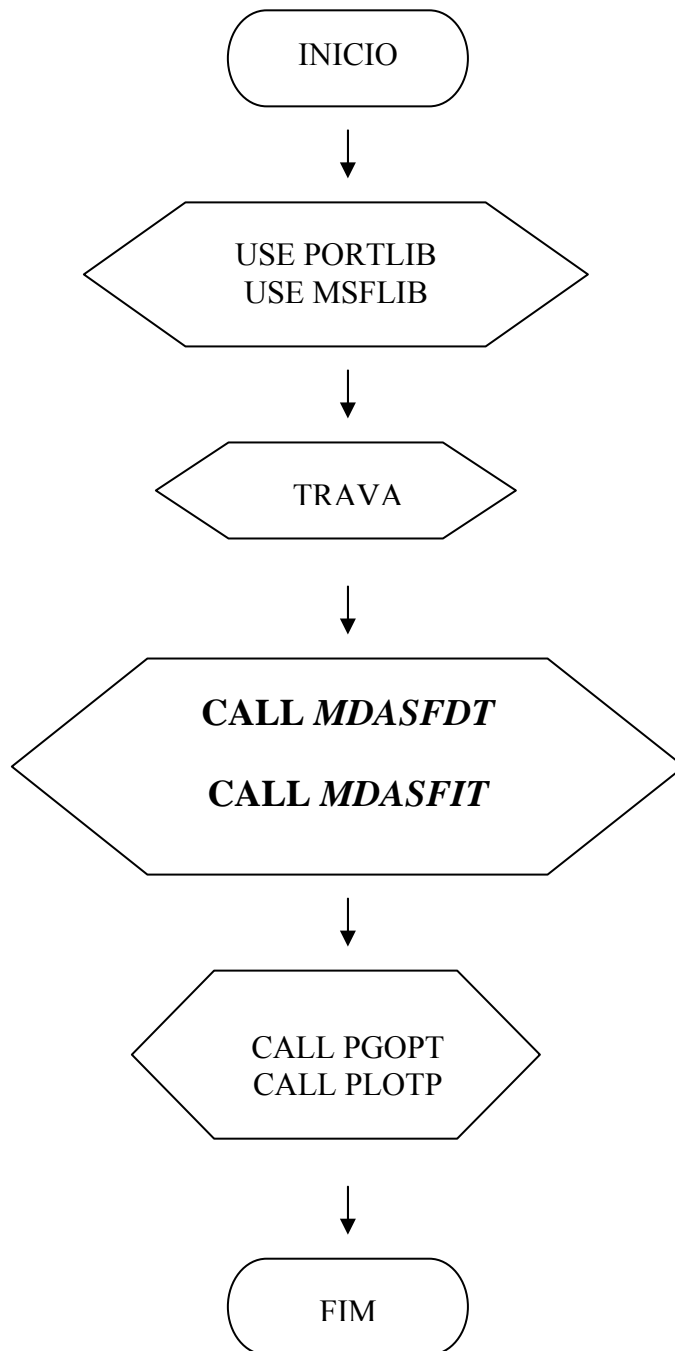 INICIO
USE PORTLIB
USE MSFLIB
TRAVA
CALL MDASFDT
CALL MDASFIT
CALL PGOPT
CALL PLOTP
FIM